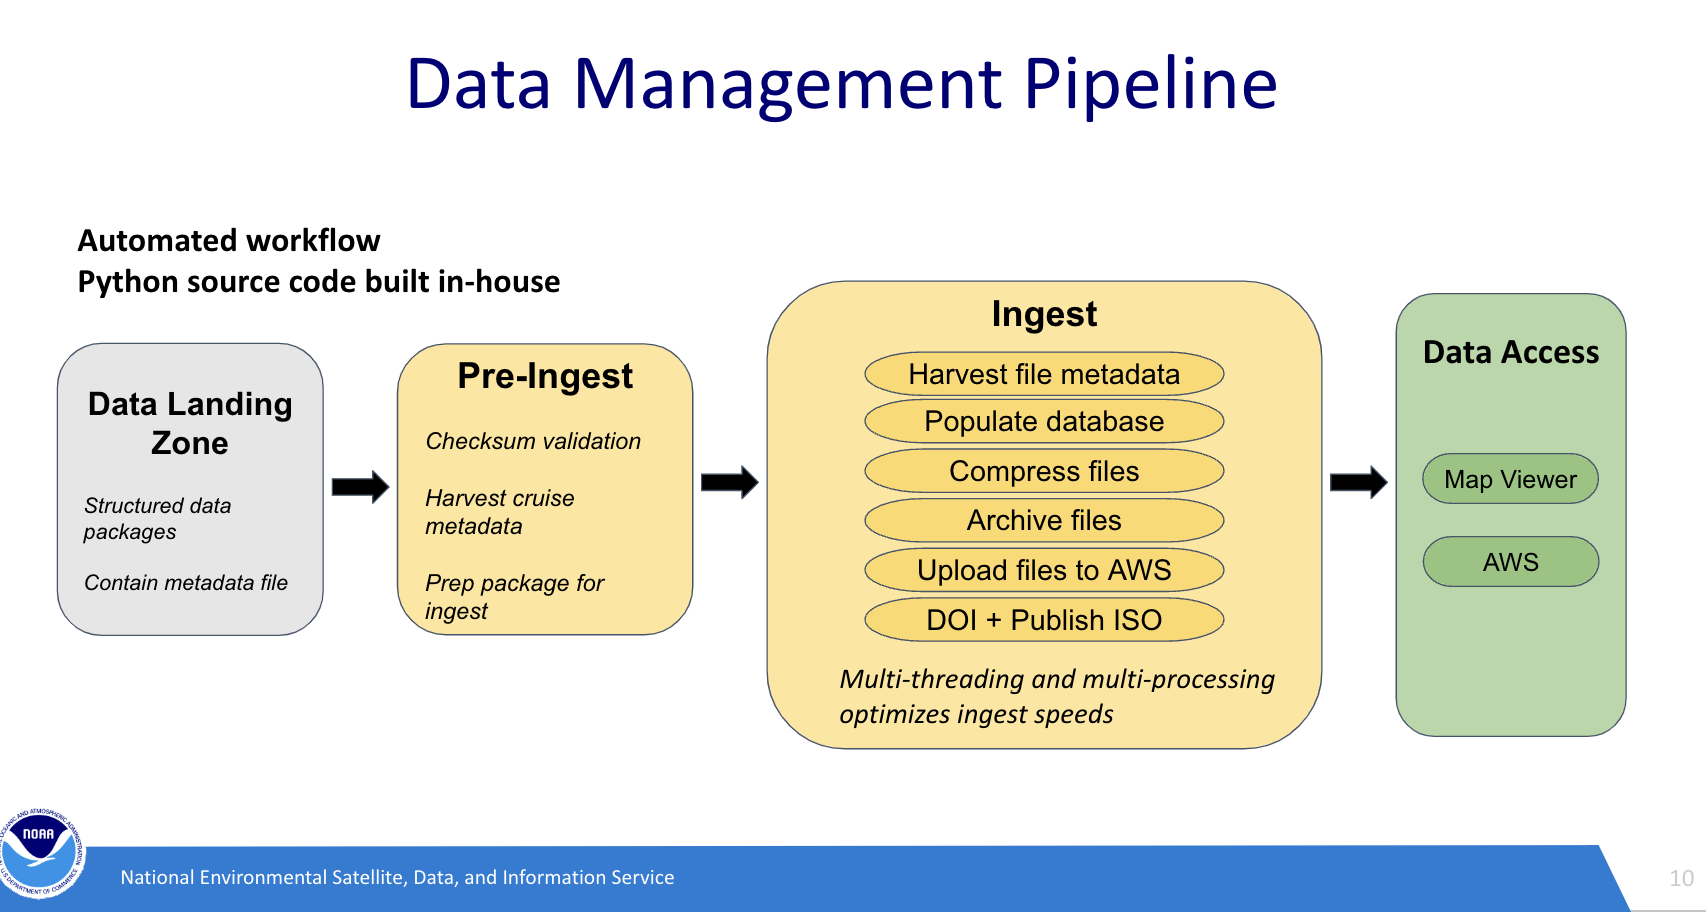 Data Management Pipeline
Automated workflow
Python source code built in-house
Data Landing
Zone
Structured data
packages
Contain metadata file
Pre-Ingest
Checksum validation
Harvest cruise
metadata
Prep package for
ingest
Ingest
Harvest file metadata
Populate database
Compress files
Archive files
Upload files to AWS
DOI + Publish ISO
Multi-threading and multi-processing
optimizes ingest speeds
Data Access
Map Viewer
AWS
NOAA
U.S. DEPARTMENT OF COMMERCE
National Environmental Satellite, Data, and Information Service
10